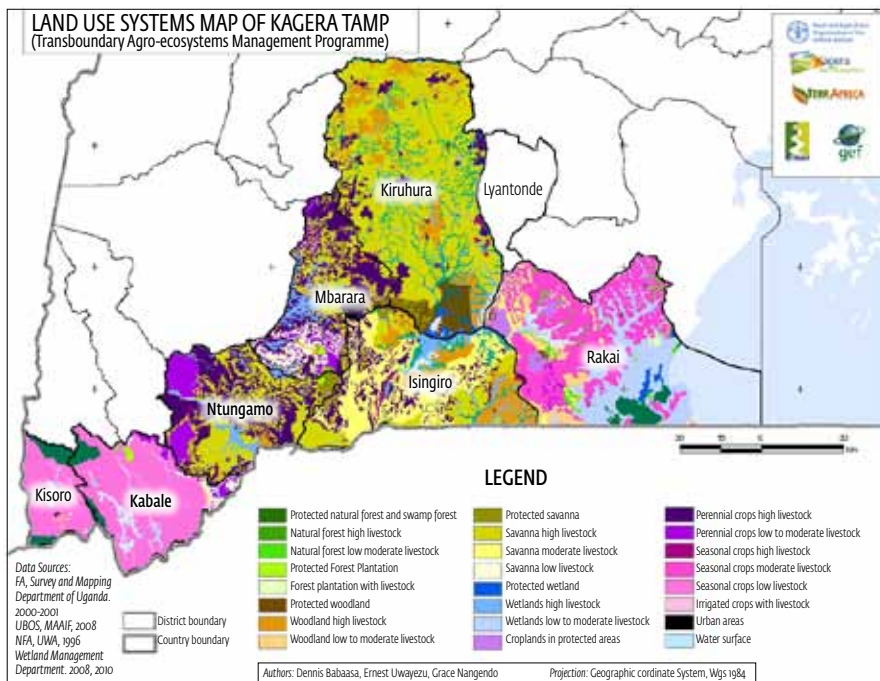 LAND USE SYSTEMS MAP OF KAGERA TAMP
(Transboundary Agro-ecosystems Management Programme)
Kagera
TERRAFRICA
gef
Kiruhura
Lyantonde
Mbarara
Rakai
Isingiro
Ntungamo
Kisoro
Kabale
LEGEND
Protected natural forest and swamp forest
Natural forest high livestock
Natural forest low moderate livestock
Protected Forest Plantation
Forest plantation with livestock
Protected woodland
Woodland high livestock
Woodland low to moderate livestock
Protected savanna
Savanna high livestock
Savanna moderate livestock
Savanna low livestock
Protected wetland
Wetlands high livestock
Wetlands low to moderate livestock
Croplands in protected areas
Perennial crops high livestock
Perennial crops low to moderate livestock
Seasonal crops high livestock
Seasonal crops moderate livestock
Seasonal crops low livestock
Irrigated crops with livestock
Urban areas
Water surface
District boundary
Country boundary
Data Sources:
FA, Survey and Mapping
Department of Uganda.
2000-2001
UBOS, MAAIF, 2008
NFA, UWA, 1996
Wetland Management
Department. 2008, 2010
Authors: Dennis Babaasa, Ernest Uwayezu, Grace Nangendo
Projection: Geographic cordinate System, Wgs 1984